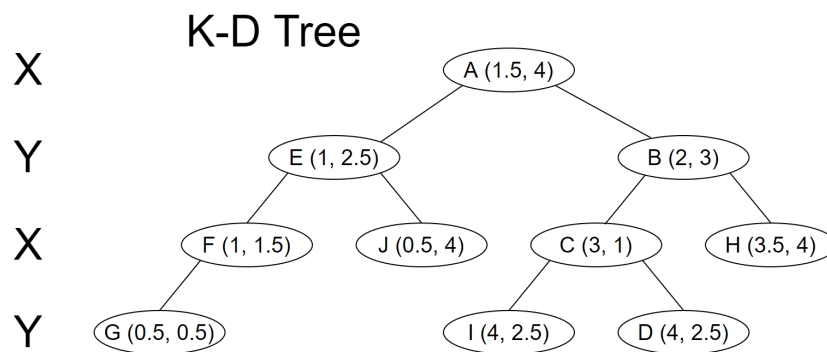 K-D Tree
X
A (1.5, 4)
Y
E (1, 2.5)
B (2, 3)
X
F (1, 1.5)
J (0.5, 4)
C (3, 1)
H (3.5, 4)
Y
G (0.5, 0.5)
I (4, 2.5)
D (4, 2.5)